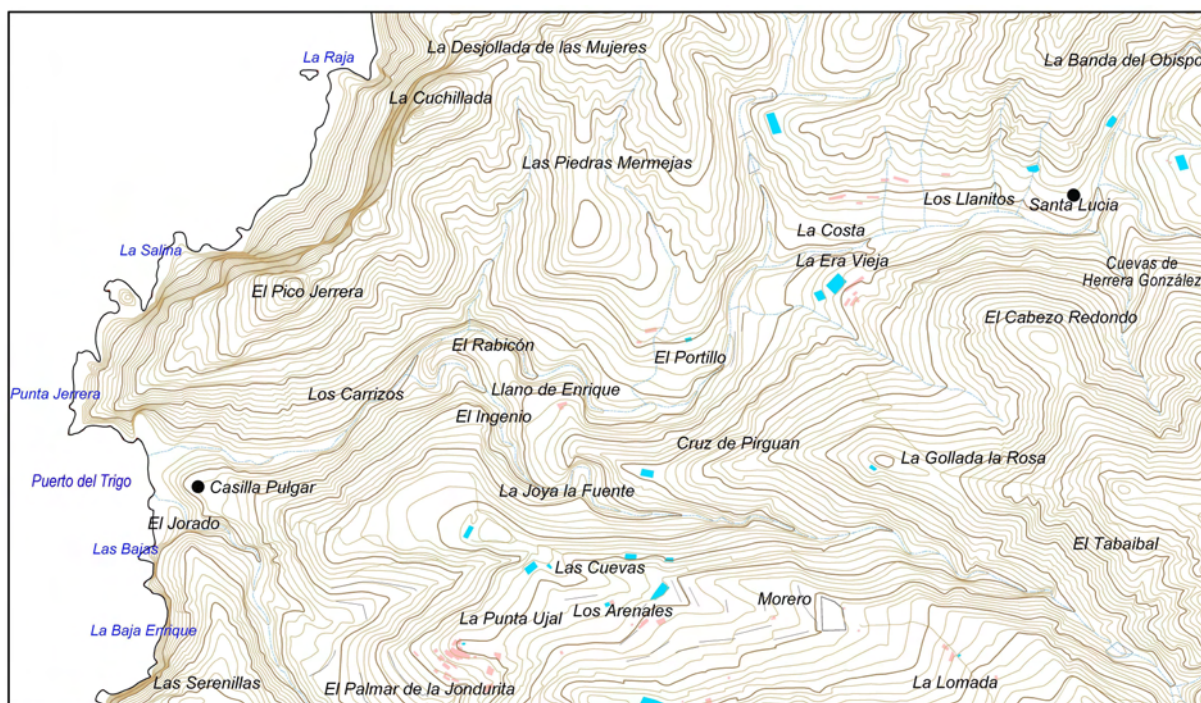 La Desjollada de las Mujeres
La Raja
La Banda del Obispo
La Cuchillada
Las Piedras Mermejas
Los Llanitos
Santa Lucia
La Costa
La Salina
La Era Vieja
Cuevas de
Herrera González
El Pico Jerrera
El Cabezo Redondo
El Rabicón
El Portillo
Llano de Enrique
Los Carrizos
Punta Jerrera
El Ingenio
Cruz de Pirguan
La Gollada la Rosa
Puerto del Trigo
Casilla Pulgar
La Joya la Fuente
El Jorado
El Tabaibal
Las Bajas
Las Cuevas
Morero
Los Arenales
La Punta Ujal
La Baja Enrique
Las Serenillas
El Palmar de la Jondurita
La Lomada